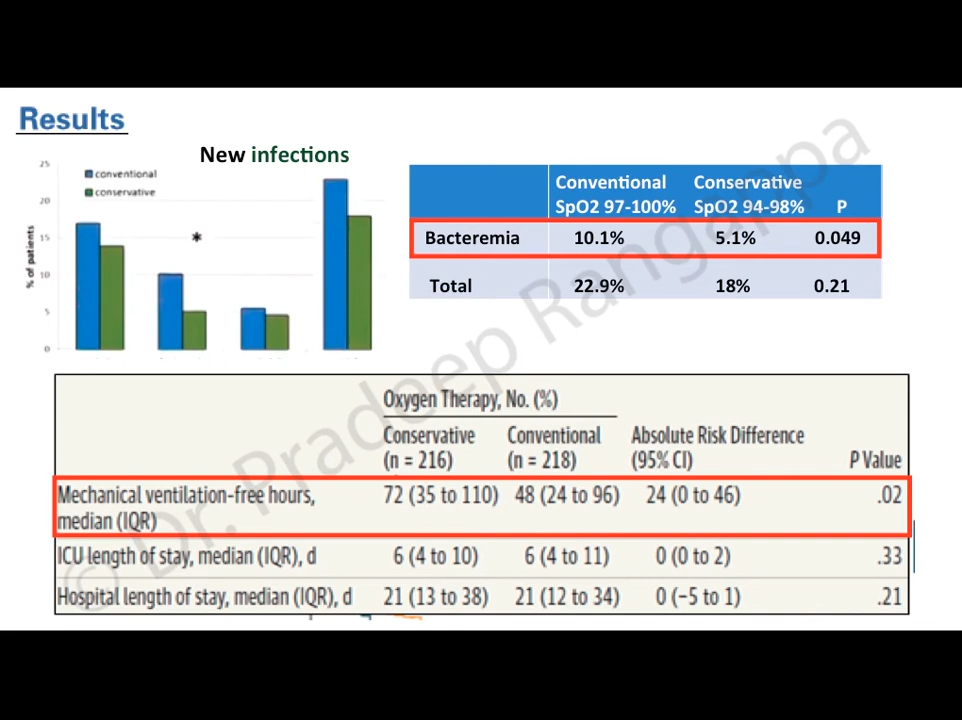 Results
New infections
25
20
15
10
5
0
% of patients
conventional
conservative
*
Conventional SpO2 97-100%
Conservative SpO2 94-98%
P
Bacteremia 10.1% 5.1% 0.049
Total 22.9% 18% 0.21
Oxygen Therapy, No. (%)
Conservative (n = 216)
Conventional (n = 218)
Absolute Risk Difference (95% CI)
P Value
Mechanical ventilation-free hours, median (IQR) 72 (35 to 110) 48 (24 to 96) 24 (0 to 46) .02
ICU length of stay, median (IQR), d 6 (4 to 10) 6 (4 to 11) 0 (0 to 2) .33
Hospital length of stay, median (IQR), d 21 (13 to 38) 21 (12 to 34) 0 (−5 to 1) .21
© Dr. Pradeep Rangappa